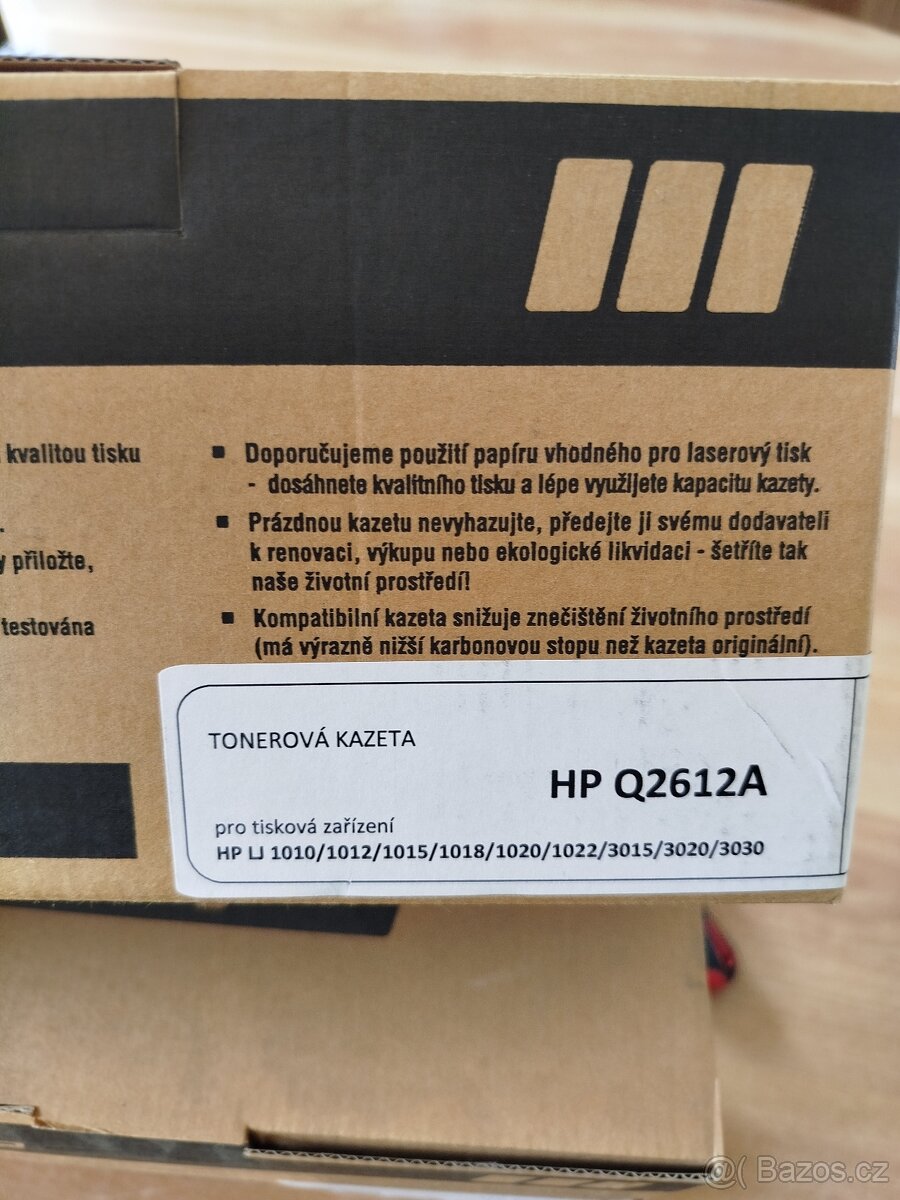 kvalitou tisku
.
y přiložte,
testována
▪ Doporučujeme použití papíru vhodného pro laserový tisk
- dosáhnete kvalitního tisku a lépe využijete kapacitu kazety.
▪ Prázdnou kazetu nevyhazujte, předejte ji svému dodavateli
k renovaci, výkupu nebo ekologické likvidaci - šetříte tak
naše životní prostředí!
▪ Kompatibilní kazeta snižuje znečištění životního prostředí
(má výrazně nižší karbonovou stopu než kazeta originální).
TONEROVÁ KAZETA
HP Q2612A
pro tisková zařízení
HP LJ 1010/1012/1015/1018/1020/1022/3015/3020/3030
@( Bazos.cz